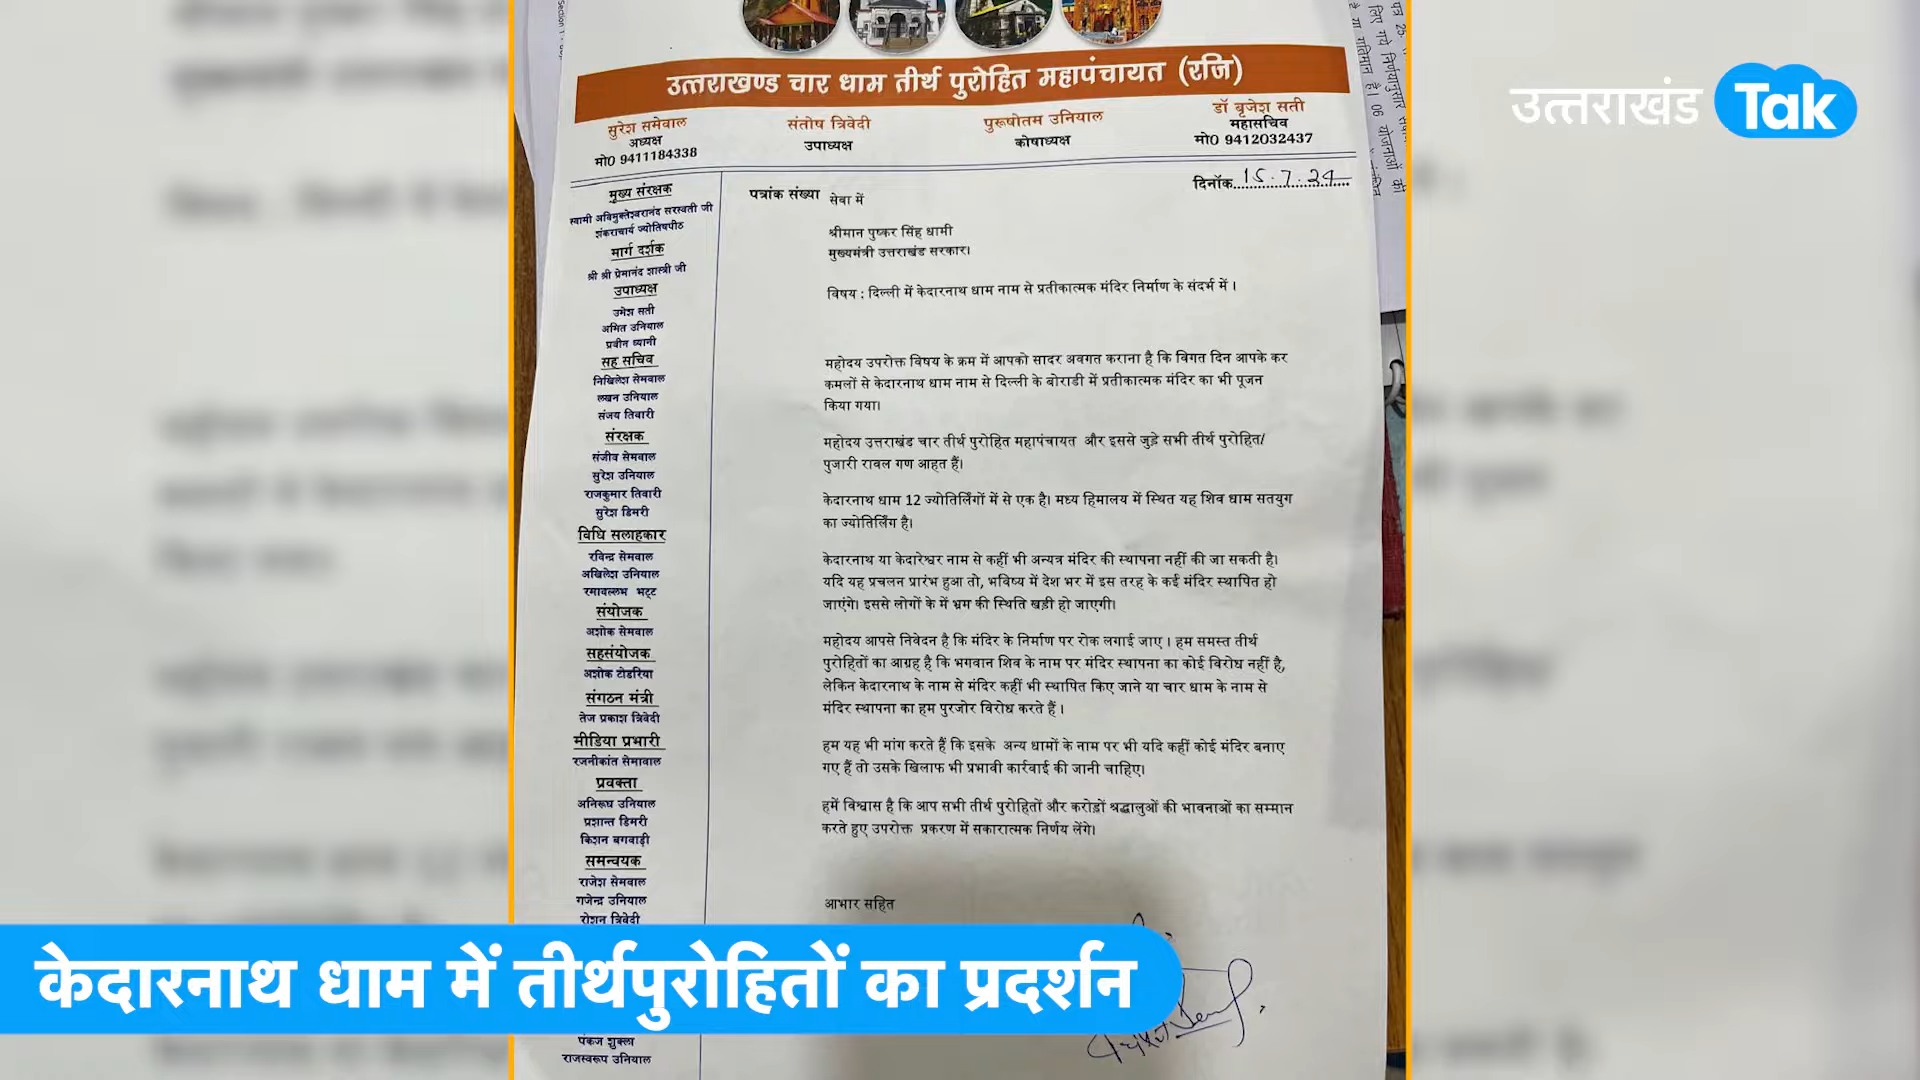 उत्तराखण्ड चार धाम तीर्थ पुरोहित महापंचायत (रजि)
सुरेश समेवाल
अध्यक्ष
मो0 9411184338
संतोष त्रिवेदी
उपाध्यक्ष
पुरूषोतम उनियाल
कोषाध्यक्ष
डॉ बृजेश सती
महासचिव
मो0 9412032437
उत्तराखंड Tak
मुख्य संरक्षक
स्वामी अविमुक्तेश्वरानंद सरस्वती जी
शंकराचार्य ज्योतिषपीठ
मार्ग दर्शक
श्री श्री प्रेमानंद शास्त्री जी
उपाध्यक्ष
उमेश सती
अमित उनियाल
प्रवीन ध्यानी
सह सचिव
निखिलेश सेमवाल
लखन उनियाल
संजय तिवारी
संरक्षक
संजीव सेमवाल
सुरेश उनियाल
राजकुमार तिवारी
सुरेश डिमरी
विधि सलाहकार
रविन्द्र सेमवाल
अखिलेश उनियाल
रमावल्लभ भट्ट
संयोजक
अशोक सेमवाल
सहसंयोजक
अशोक टोडरिया
संगठन मंत्री
तेज प्रकाश त्रिवेदी
मीडिया प्रभारी
रजनीकांत सेमावाल
प्रवक्ता
अनिरूध उनियाल
प्रशान्त डिमरी
किशन बगवाड़ी
समन्वयक
राजेश सेमवाल
गजेन्द्र उनियाल
रोशन त्रिवेदी
पंकज शुक्ला
राजस्वरूप उनियाल
पत्रांक संख्या
दिनॉक 15.7.24
सेवा में
श्रीमान पुष्कर सिंह धामी
मुख्यमंत्री उत्तराखंड सरकार।
विषय : दिल्ली में केदारनाथ धाम नाम से प्रतीकात्मक मंदिर निर्माण के संदर्भ में ।
महोदय उपरोक्त विषय के क्रम में आपको सादर अवगत कराना है कि विगत दिन आपके कर
कमलों से केदारनाथ धाम नाम से दिल्ली के बोराडी में प्रतीकात्मक मंदिर का भी पूजन
किया गया।
महोदय उत्तराखंड चार तीर्थ पुरोहित महापंचायत और इससे जुड़े सभी तीर्थ पुरोहित/
पुजारी रावल गण आहत हैं।
केदारनाथ धाम 12 ज्योतिर्लिंगों में से एक है। मध्य हिमालय में स्थित यह शिव धाम सतयुग
का ज्योतिर्लिंग है।
केदारनाथ या केदारेश्वर नाम से कहीं भी अन्यत्र मंदिर की स्थापना नहीं की जा सकती है।
यदि यह प्रचलन प्रारंभ हुआ तो, भविष्य में देश भर में इस तरह के कई मंदिर स्थापित हो
जाएंगे। इससे लोगों के में भ्रम की स्थिति खड़ी हो जाएगी।
महोदय आपसे निवेदन है कि मंदिर के निर्माण पर रोक लगाई जाए । हम समस्त तीर्थ
पुरोहितों का आग्रह है कि भगवान शिव के नाम पर मंदिर स्थापना का कोई विरोध नहीं है,
लेकिन केदारनाथ के नाम से मंदिर कहीं भी स्थापित किए जाने या चार धाम के नाम से
मंदिर स्थापना का हम पुरजोर विरोध करते हैं ।
हम यह भी मांग करते हैं कि इसके अन्य धामों के नाम पर भी यदि कहीं कोई मंदिर बनाए
गए हैं तो उसके खिलाफ भी प्रभावी कार्रवाई की जानी चाहिए।
हमें विश्वास है कि आप सभी तीर्थ पुरोहितों और करोड़ों श्रद्धालुओं की भावनाओं का सम्मान
करते हुए उपरोक्त प्रकरण में सकारात्मक निर्णय लेंगे।
आभार सहित
केदारनाथ धाम में तीर्थपुरोहितों का प्रदर्शन